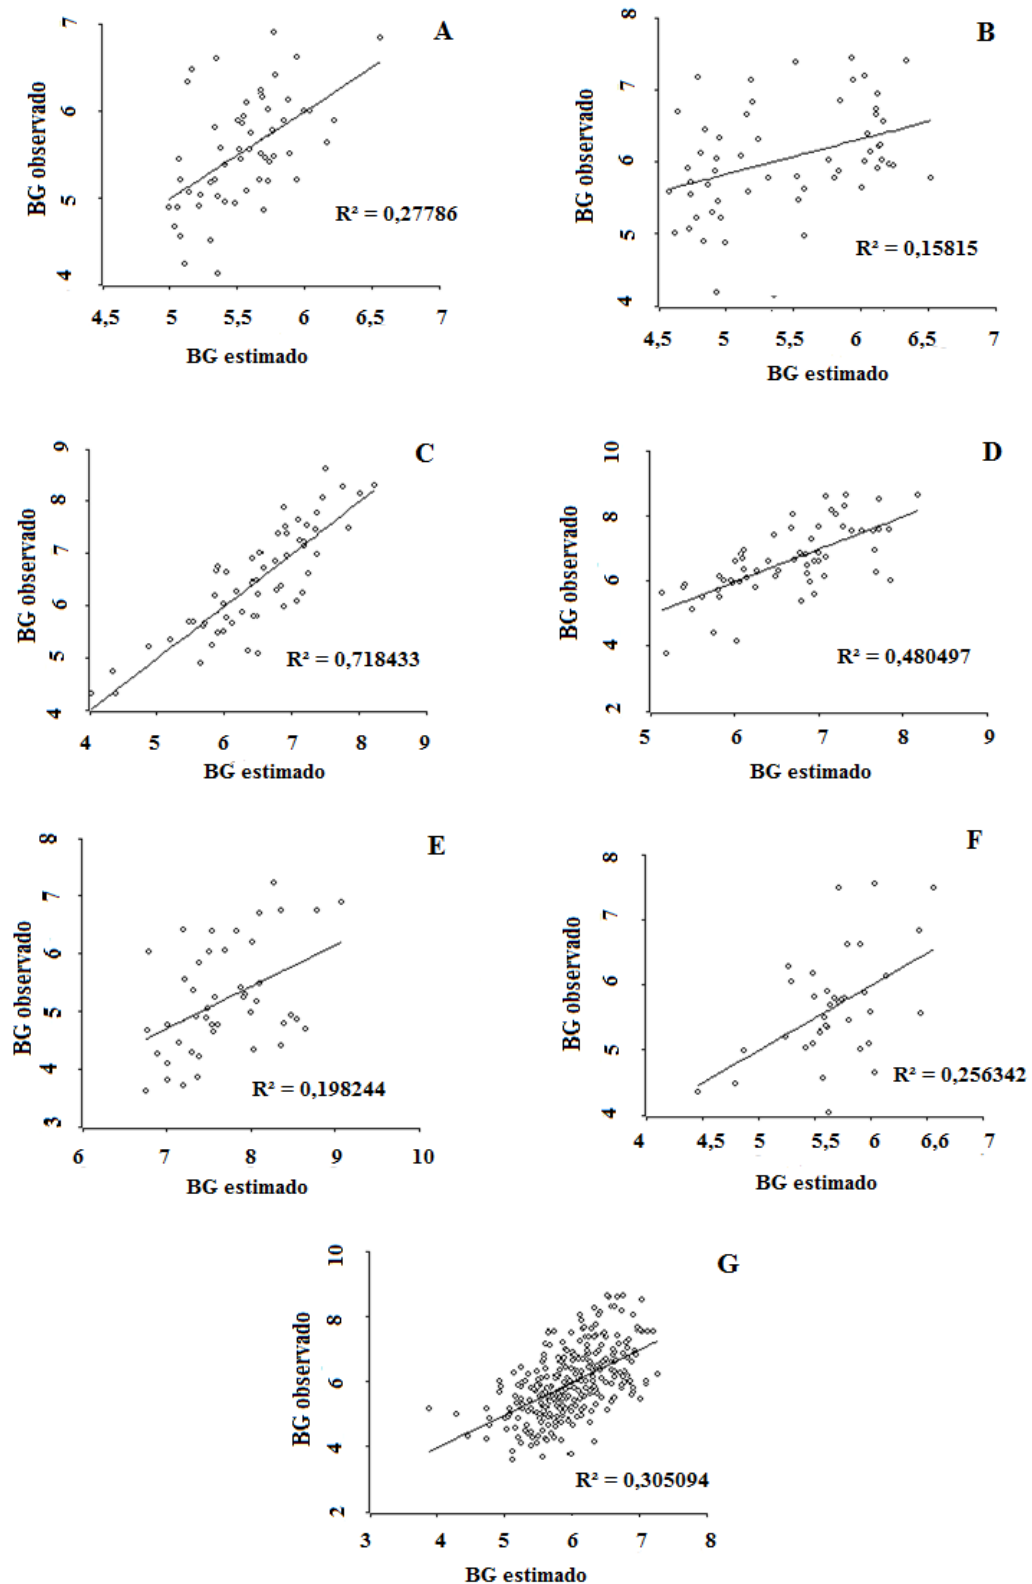 A
BG observado
7
6
5
4
R² = 0,27786
4,5 5 5,5 6 6,5 7
BG estimado
B
BG observado
8
7
6
5
4
R² = 0,15815
4,5 5 5,5 6 6,5 7
BG estimado
C
BG observado
9
8
7
6
5
4
R² = 0,718433
4 5 6 7 8 9
BG estimado
D
BG observado
10
8
6
4
2
R² = 0,480497
5 6 7 8 9
BG estimado
E
BG observado
8
7
6
5
4
3
R² = 0,198244
6 7 8 9 10
BG estimado
F
BG observado
8
7
6
5
4
R² = 0,256342
4 4,5 5 5,5 6 6,6 7
BG estimado
G
BG observado
10
8
6
4
2
R² = 0,305094
3 4 5 6 7 8
BG estimado